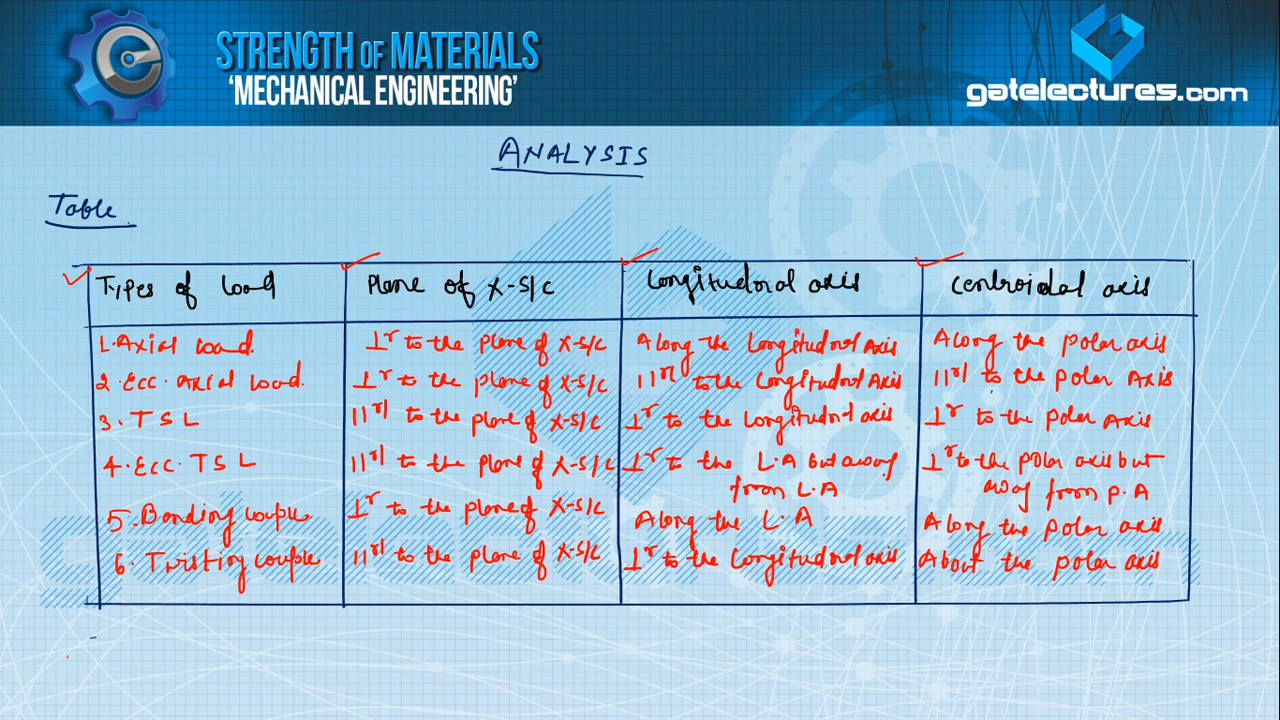 STRENGTH OF MATERIALS
'MECHANICAL ENGINEERING'
gatelectures.com
ANALYSIS
Table
Types of load | Plane of X-S/C | Longitudinal axis | Centroidal axis
1. Axial load. | ⊥r to the plane of X-S/C | Along the Longitudinal Axis | Along the polar axis
2. Ecc. axial load. | ⊥r to the plane of X-S/C | ||rl to the Longitudinal Axis | ||rl to the polar Axis
3. TSL | ||rl to the plane of X-S/C | ⊥r to the Longitudinal axis | ⊥r to the polar Axis
4. Ecc. TSL | ||rl to the plane of X-S/C | ⊥r to the L.A but away | ⊥r to the polar axis but
from L.A | away from P.A
5. Bending couple. | ⊥r to the plane of X-S/C | Along the L.A | Along the polar axis
6. Twisting couple | ||rl to the plane of X-S/C | ⊥r to the Longitudinal axis | About the polar axis